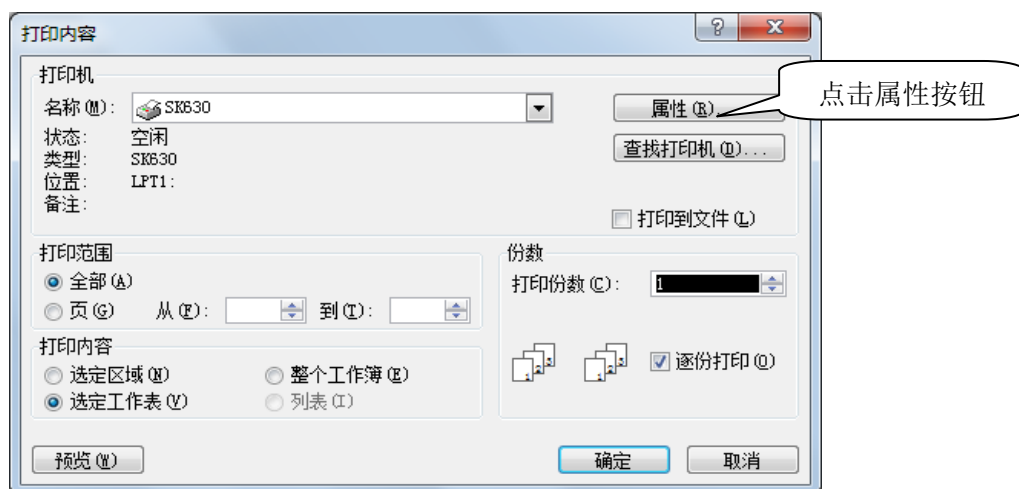 打印内容
打印机
名称(M): SK630 属性(R)
点击属性按钮
状态: 空闲
查找打印机(D)...
类型: SK630
位置: LPT1:
备注:
打印到文件(L)
打印范围
全部(A)
页(G) 从(F): 到(T):
份数
打印份数(C): 1
逐份打印(O)
打印内容
选定区域(N) 整个工作簿(E)
选定工作表(V) 列表(I)
预览(W) 确定 取消